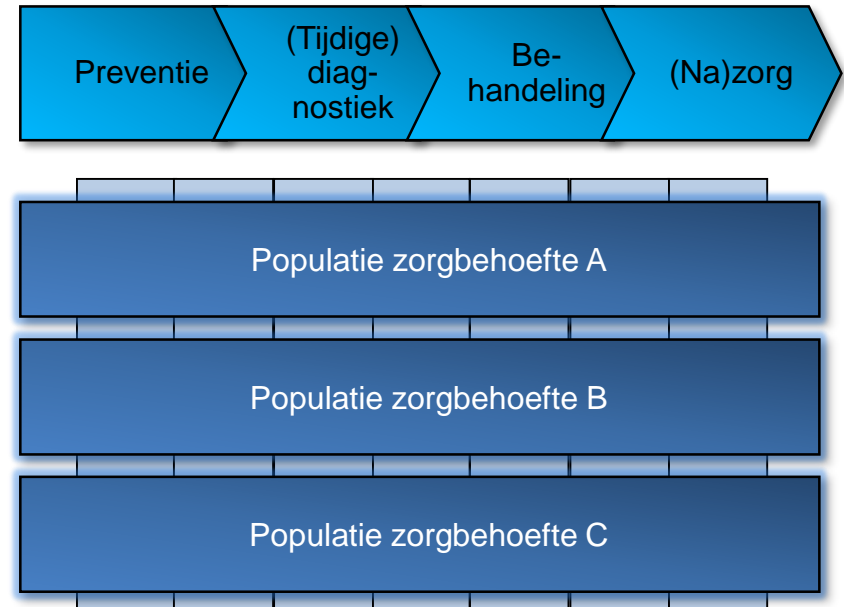 Preventie
(Tijdige)
diag-
nostiek
Be-
handeling
(Na)zorg
Populatie zorgbehoefte A
Populatie zorgbehoefte B
Populatie zorgbehoefte C